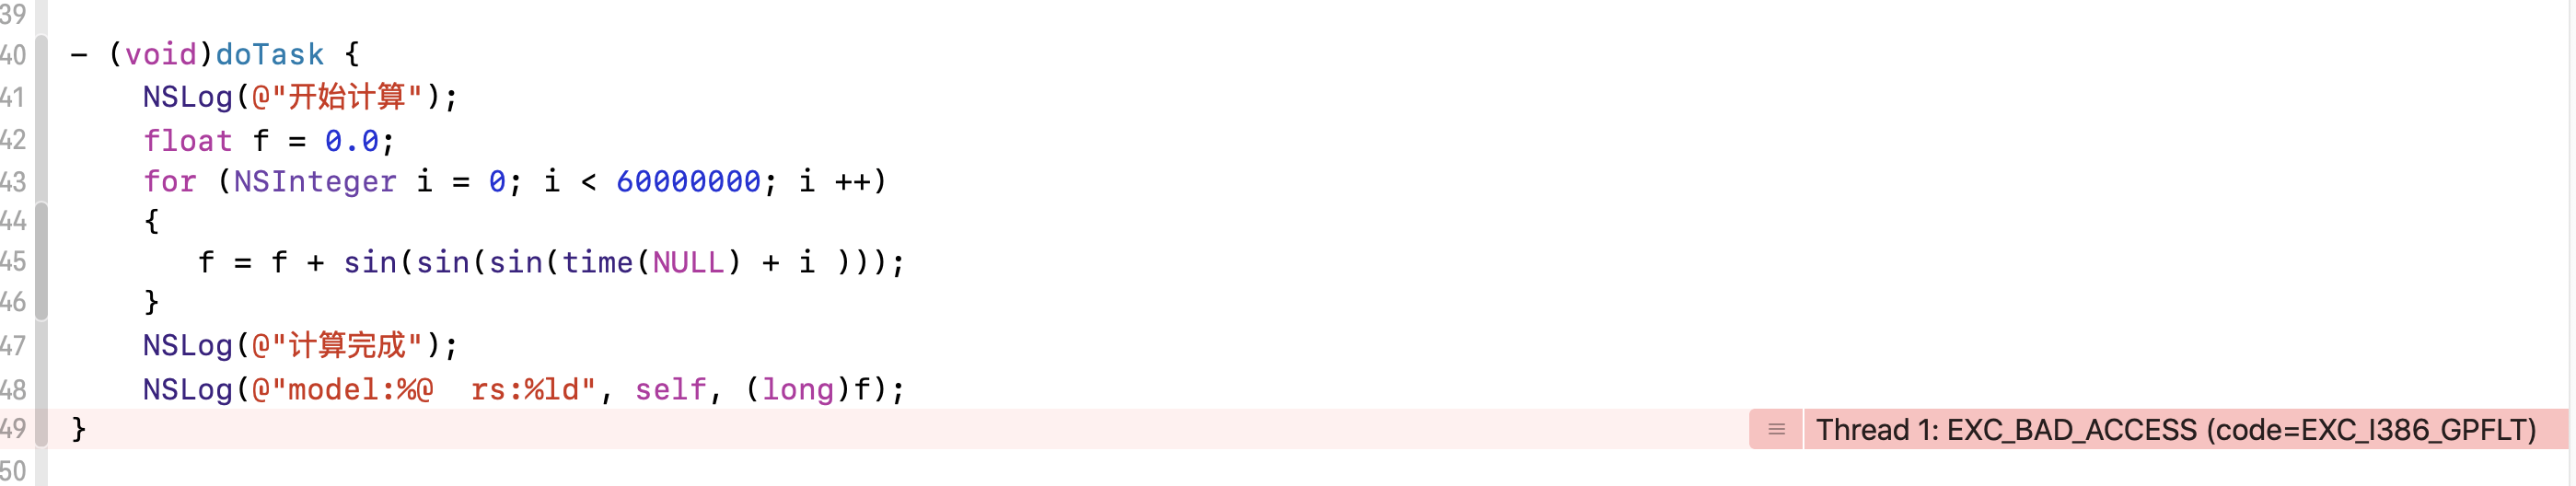 39
40 - (void)doTask {
41 NSLog(@"开始计算");
42 float f = 0.0;
43 for (NSInteger i = 0; i < 60000000; i ++)
44 {
45 f = f + sin(sin(sin(time(NULL) + i )));
46 }
47 NSLog(@"计算完成");
48 NSLog(@"model:%@  rs:%ld", self, (long)f);
49 } Thread 1: EXC_BAD_ACCESS (code=EXC_I386_GPFLT)
50